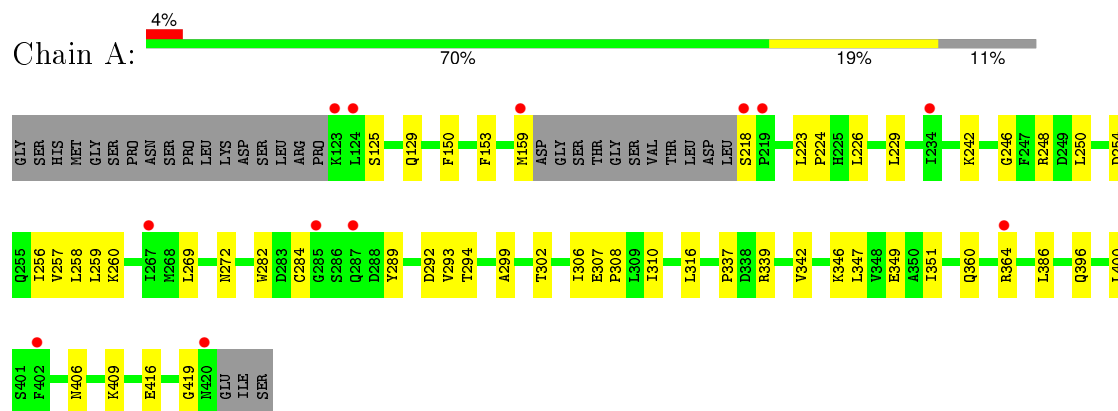 4%
Chain A:
70% 19% 11%
GLY SER HIS MET GLY SER PRO ASN SER PRO LEU LYS ASP SER LEU ARG PRO K123 L124 S125 Q129 F150 F153 M159 ASP GLY SER THR GLY SER VAL THR LEU ASP LEU S218 P219 L223 P224 H225 L226 L229 I234 K242 G246 F247 R248 D249 L250 D254
Q255 I256 V257 L258 L259 K260 I267 M268 L269 N272 W282 D283 C284 G285 S286 Q287 D288 Y289 D292 V293 T294 A299 T302 I306 E307 P308 L309 I310 L316 P337 D338 R339 V342 K346 L347 V348 E349 A350 I351 Q360 R364 L386 Q396 L400
S401 F402 N406 K409 E416 G419 N420 GLU ILE SER